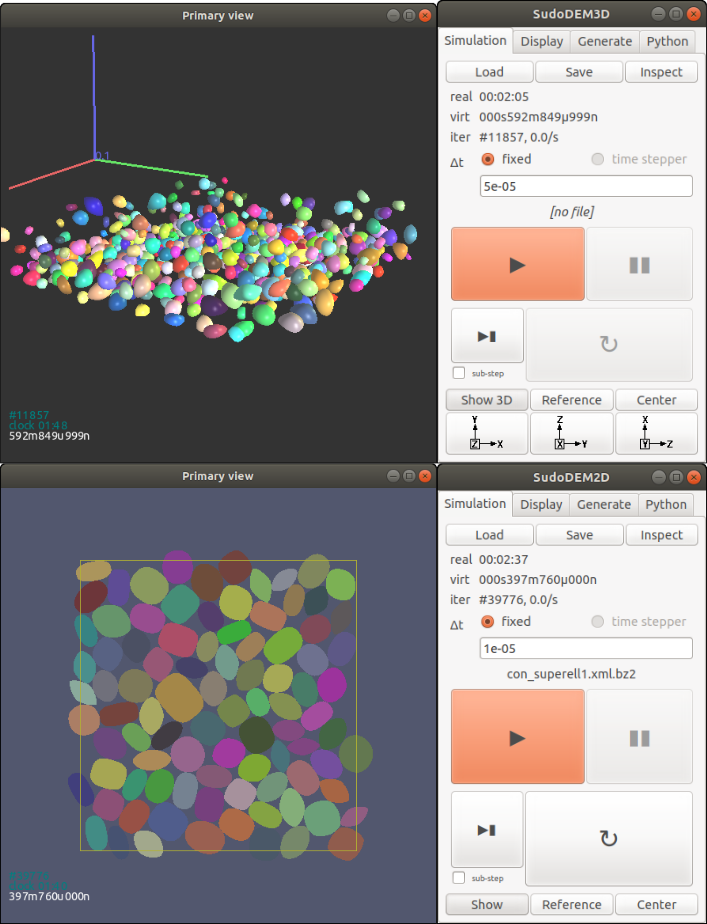 Primary view
0.1
#11857
clock 01:48
592m849u999n
SudoDEM3D
Simulation Display Generate Python
Load Save Inspect
real 00:02:05
virt 000s592m849µ999n
iter #11857, 0.0/s
Δt fixed time stepper
5e-05
[no file]
sub-step
Show 3D Reference Center
Y Z X
Z X X Y Y Z
Primary view
#39776
397m760u000n
SudoDEM2D
Simulation Display Generate Python
Load Save Inspect
real 00:02:37
virt 000s397m760µ000n
iter #39776, 0.0/s
Δt fixed time stepper
1e-05
con_superell1.xml.bz2
sub-step
Show Reference Center